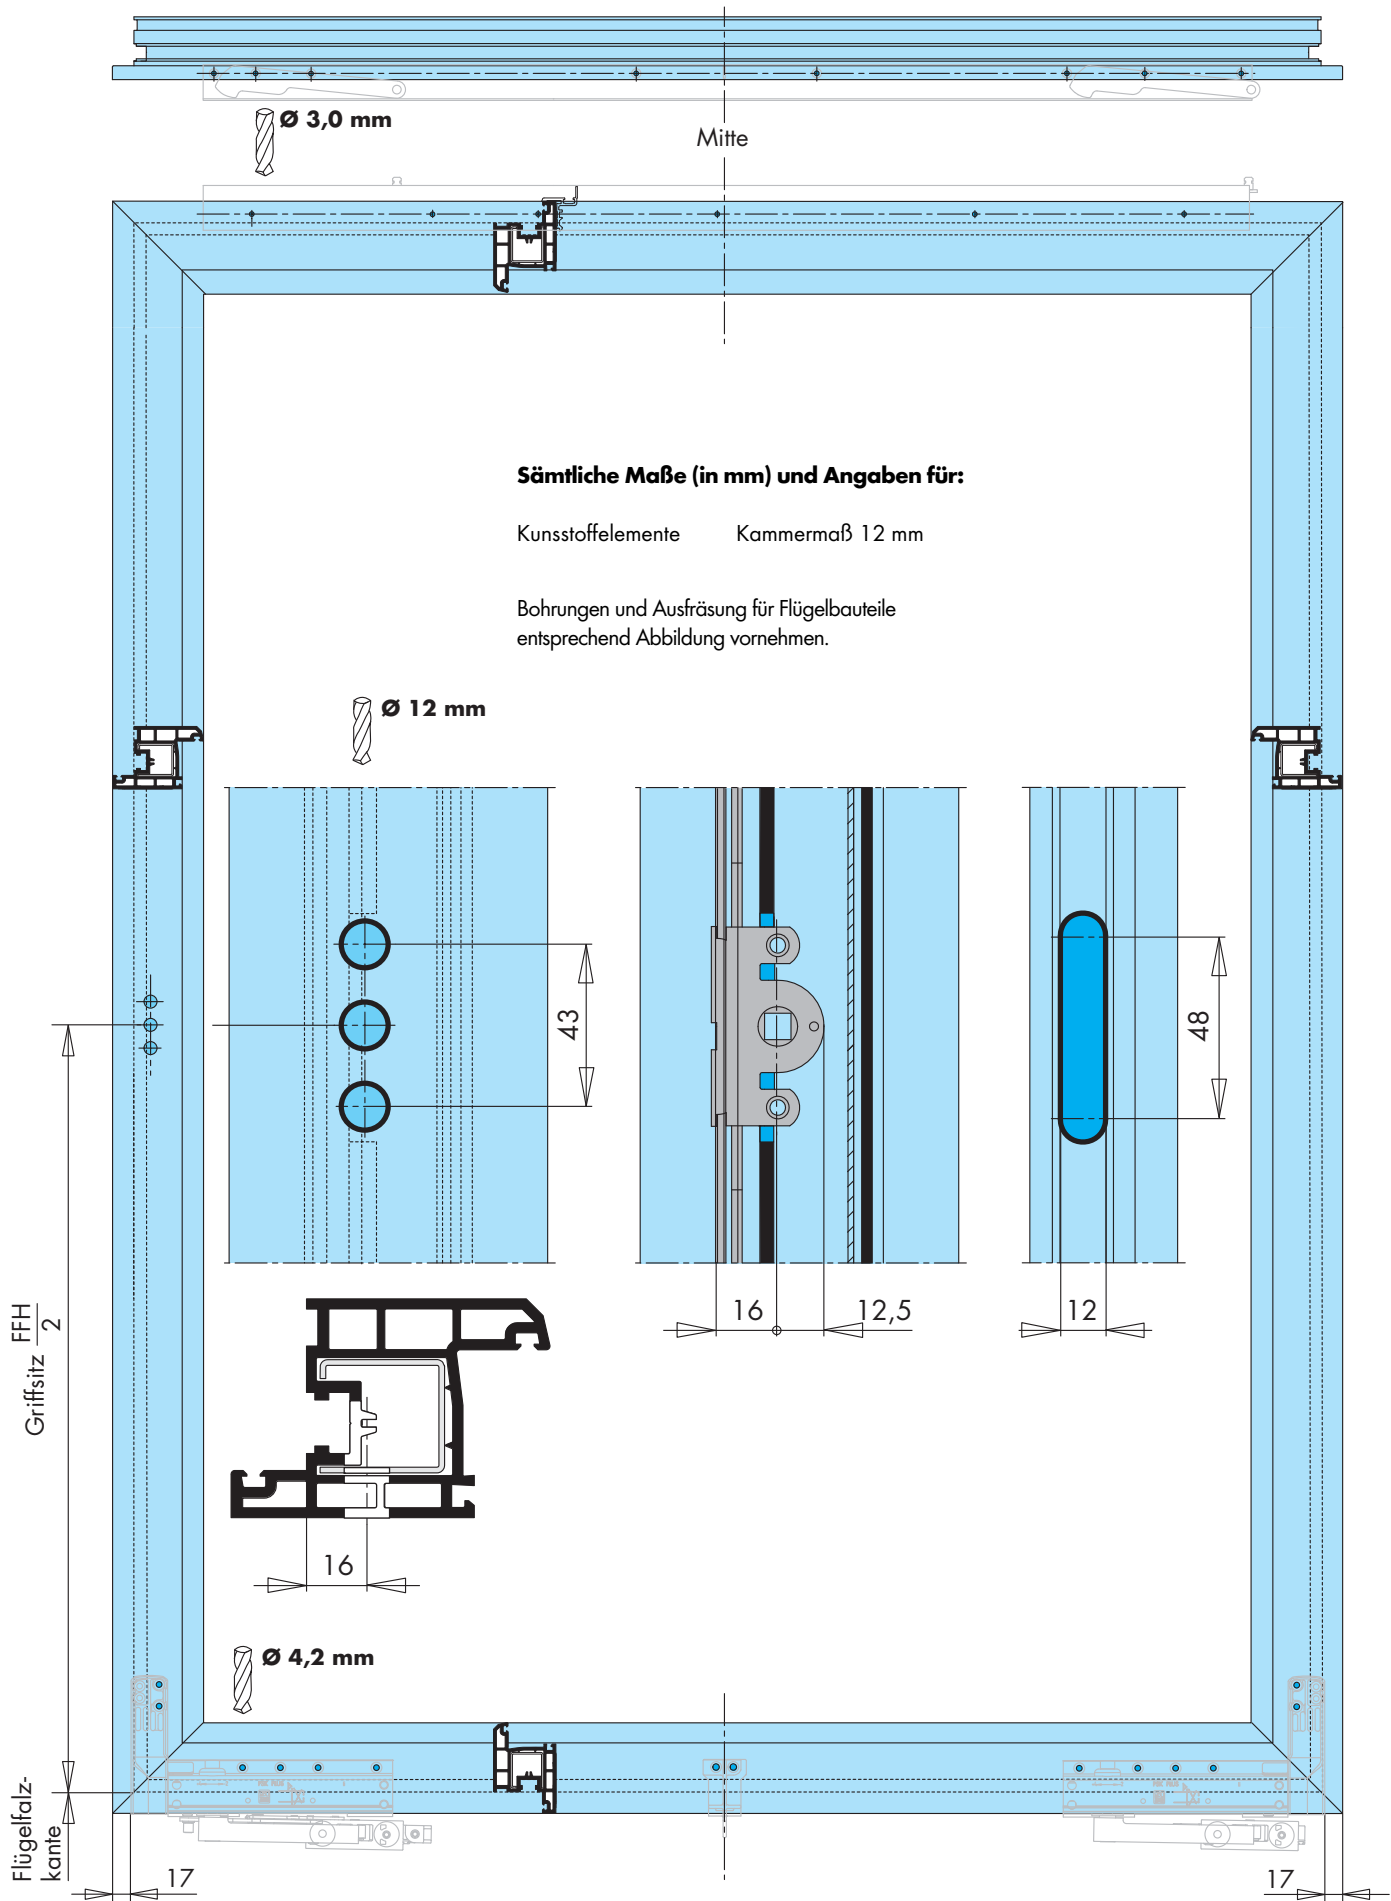 Ø 3,0 mm
Mitte
Sämtliche Maße (in mm) und Angaben für:
Kunsstoffelemente Kammermaß 12 mm
Bohrungen und Ausfräsung für Flügelbauteile
entsprechend Abbildung vornehmen.
Ø 12 mm
43
48
16
12,5
12
Griffsitz FFH
2
16
Ø 4,2 mm
Flügelfalz-
kante
17
17